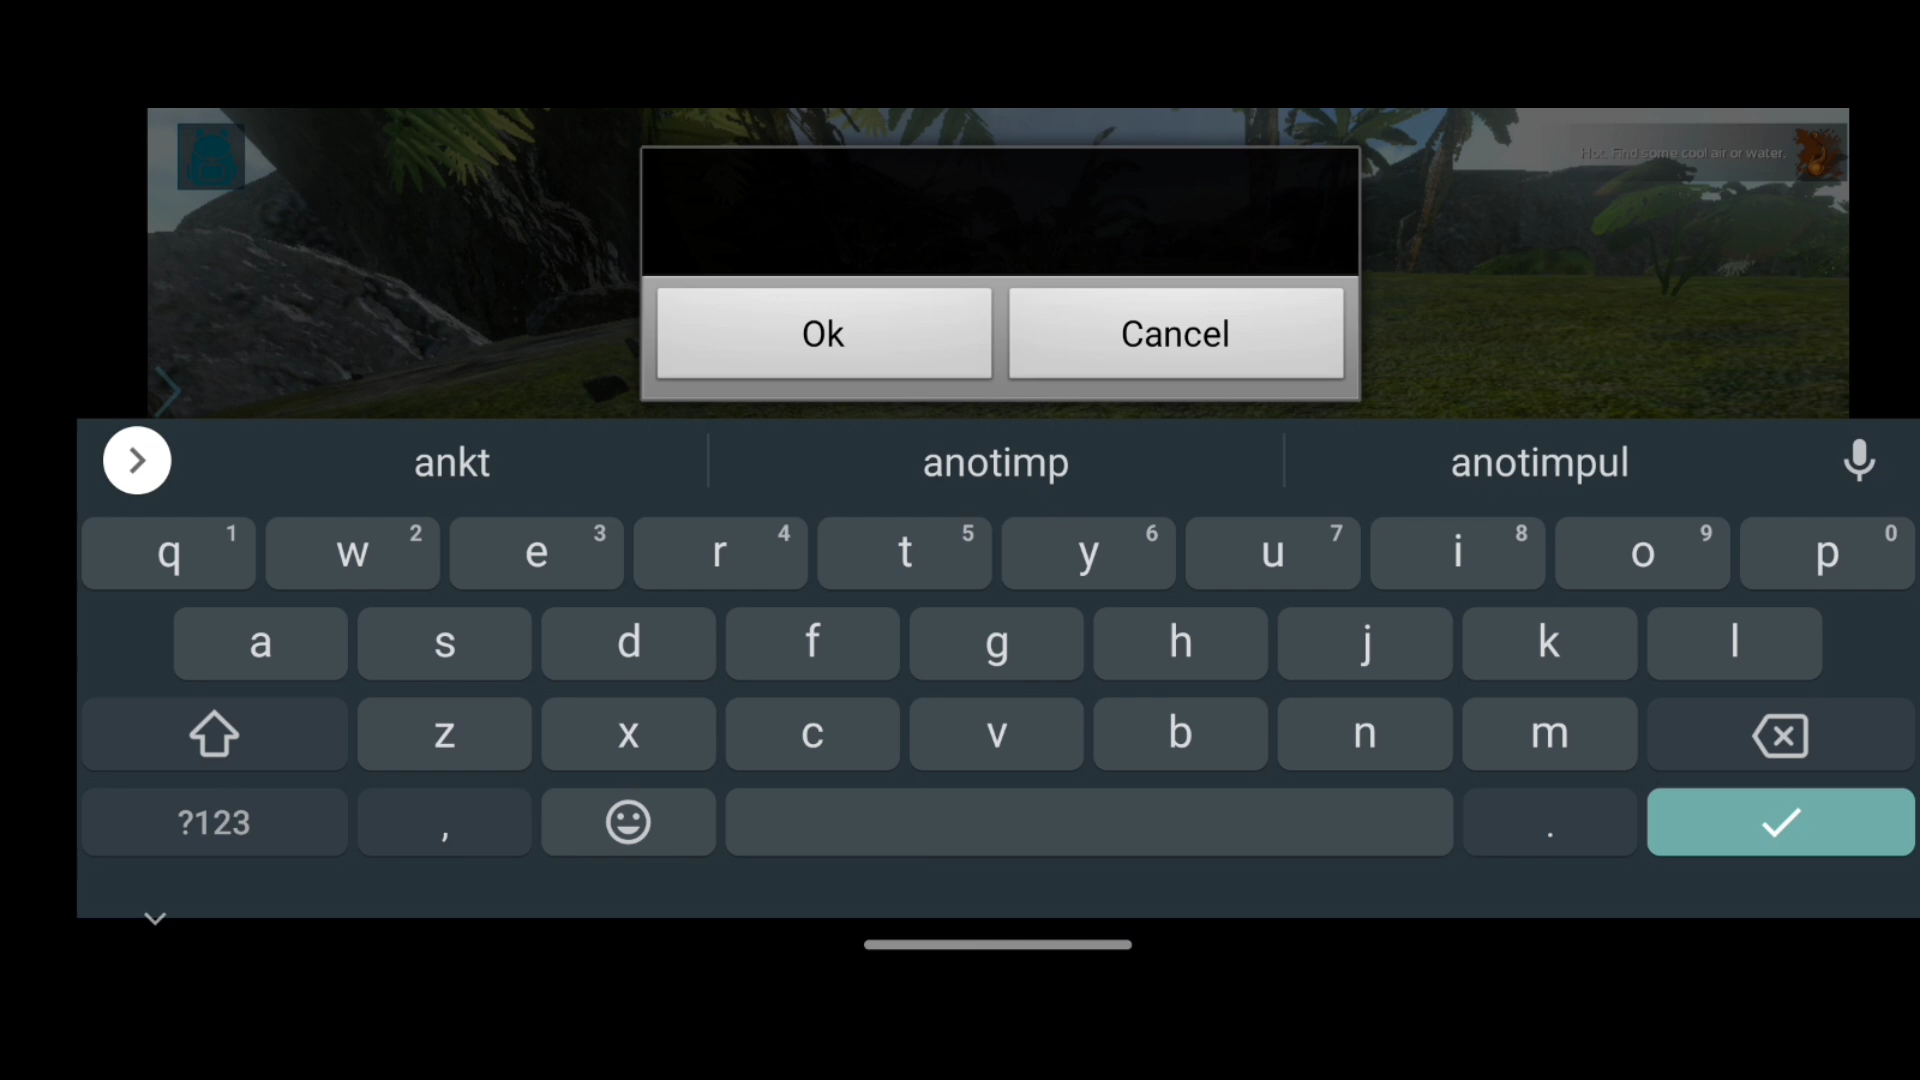 Hot. Find some cool air or water.
Ok Cancel
ankt anotimp anotimpul
q 1 w 2 e 3 r 4 t 5 y 6 u 7 i 8 o 9 p 0
a s d f g h j k l
z x c v b n m
?123 , .